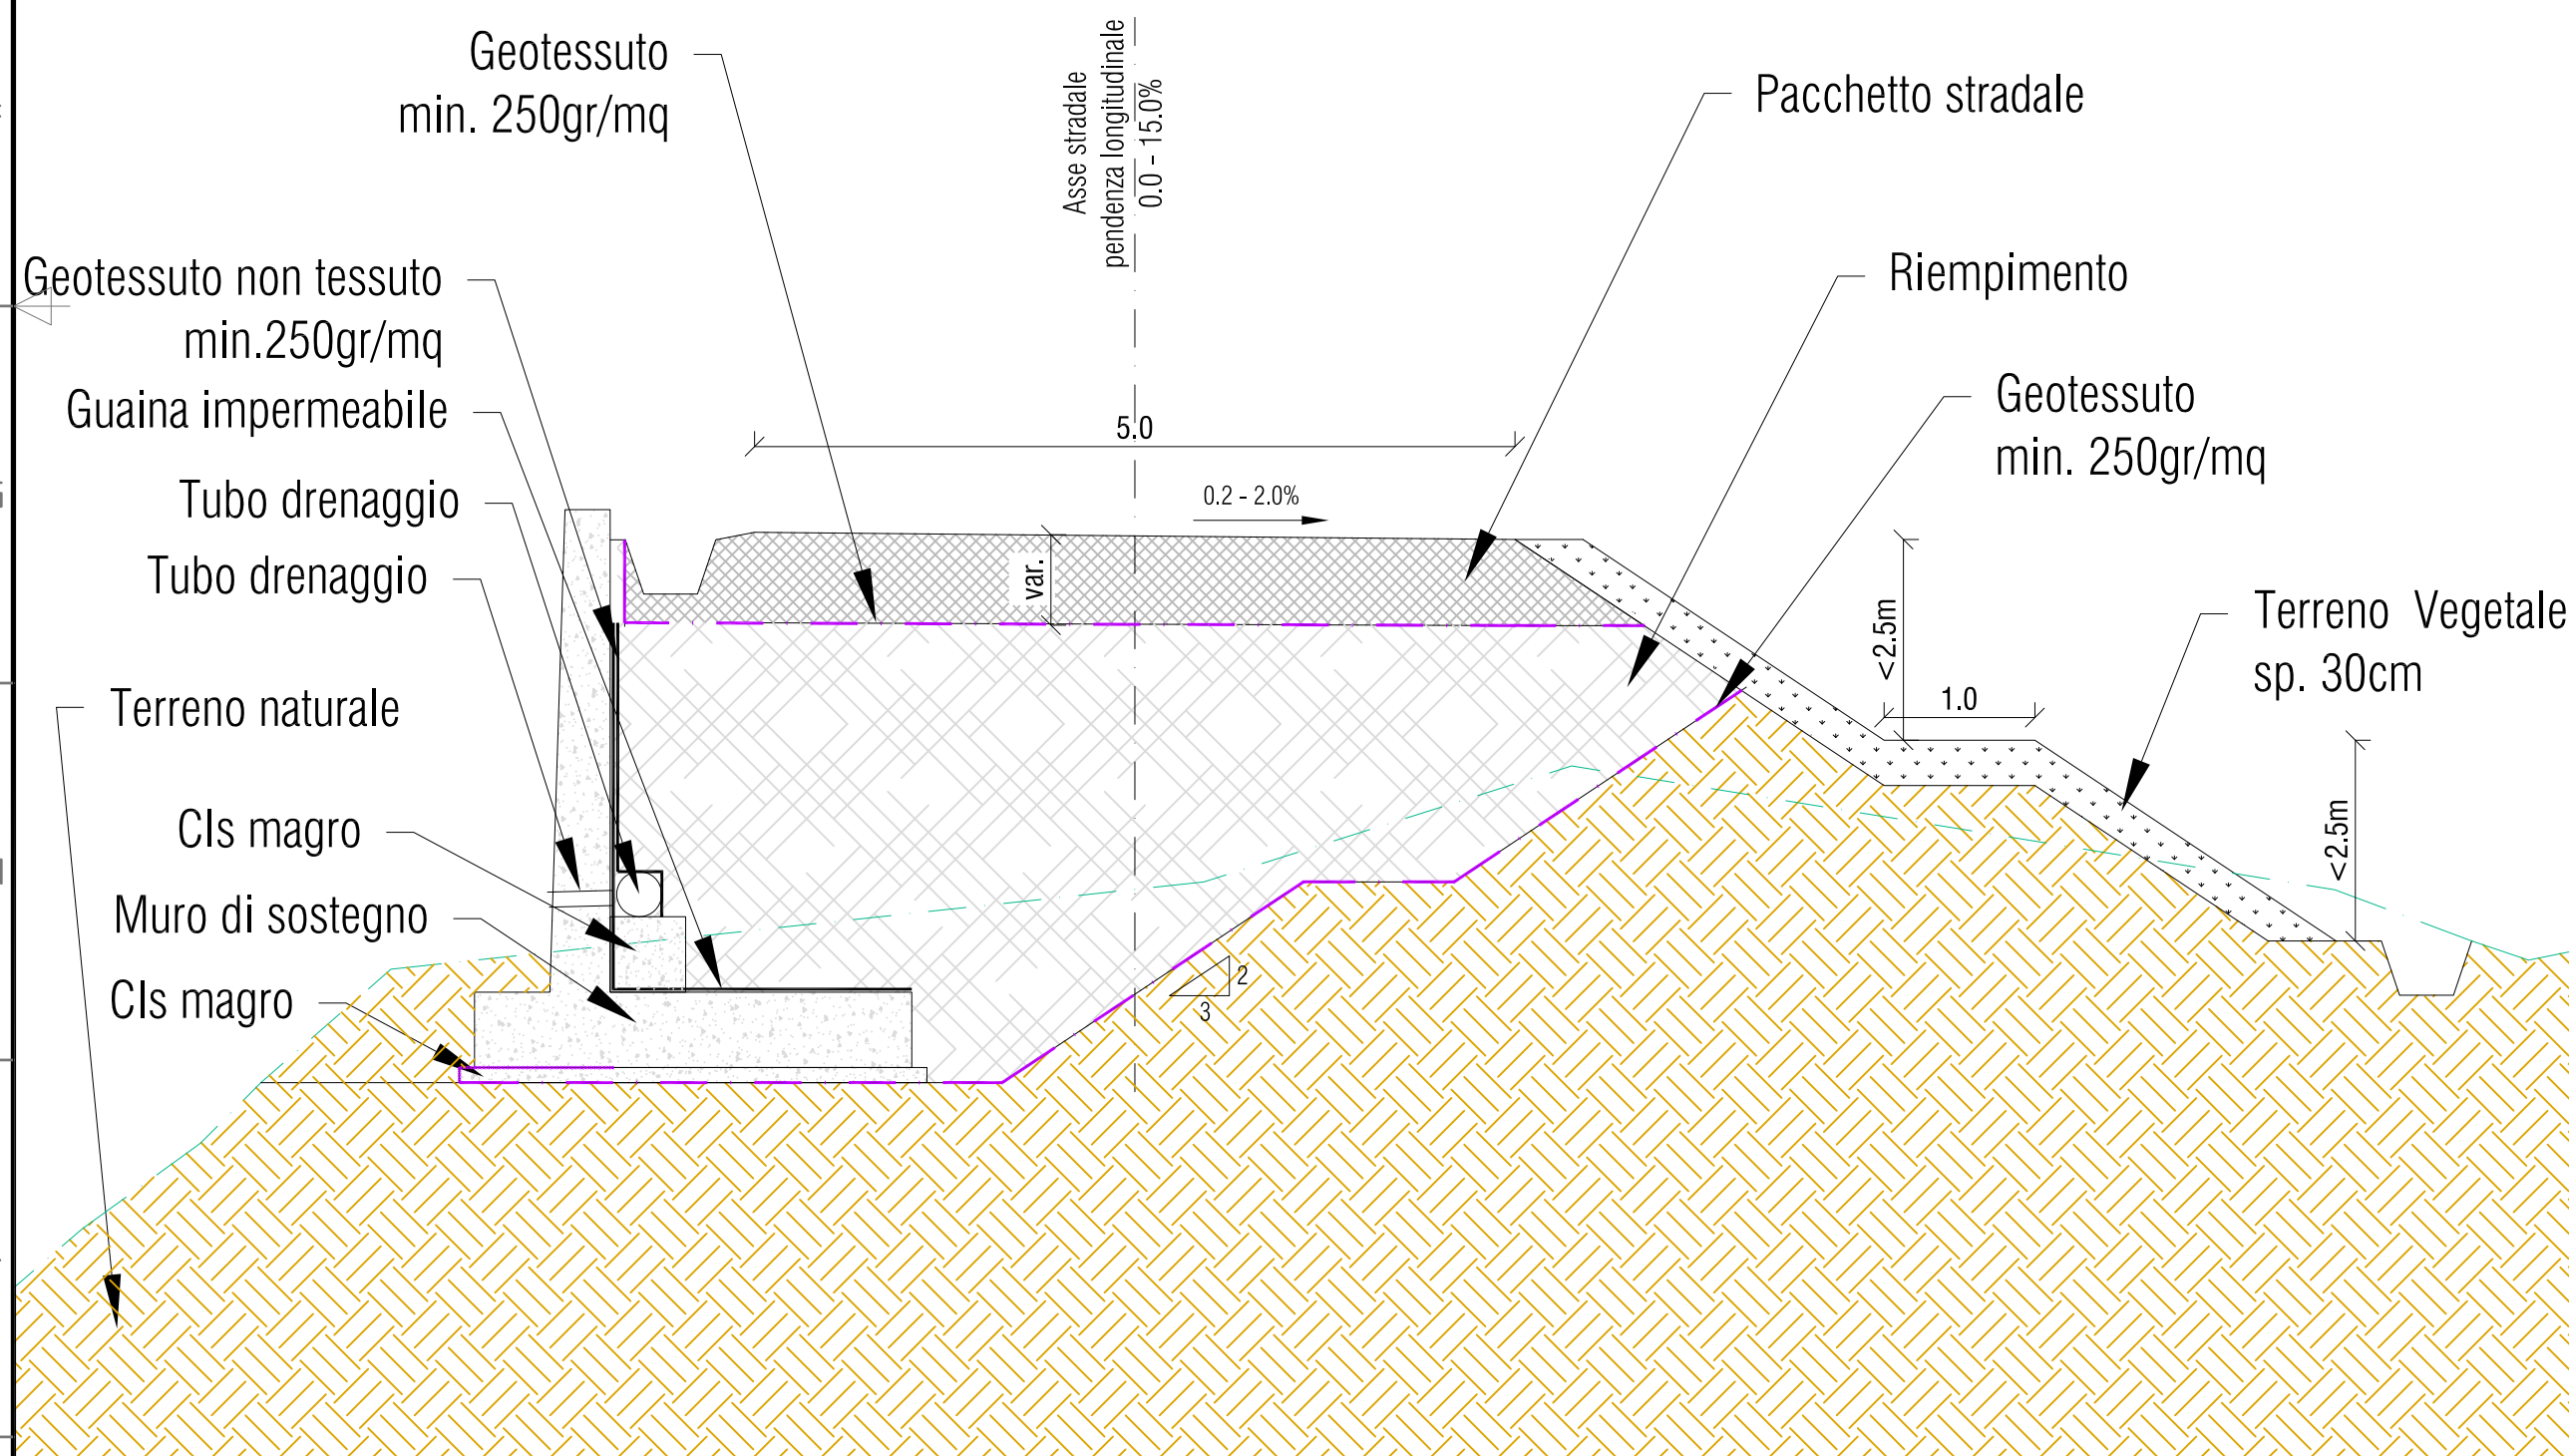 Geotessuto
min. 250gr/mq
Asse stradale
pendenza longitudinale
0.0 - 15.0%
Pacchetto stradale
Geotessuto non tessuto
min.250gr/mq
Riempimento
Guaina impermeabile
Geotessuto
min. 250gr/mq
5.0
Tubo drenaggio
0.2 - 2.0%
Tubo drenaggio
var.
<2.5m
Terreno Vegetale
sp. 30cm
Terreno naturale
1.0
Cls magro
<2.5m
Muro di sostegno
2
3
Cls magro